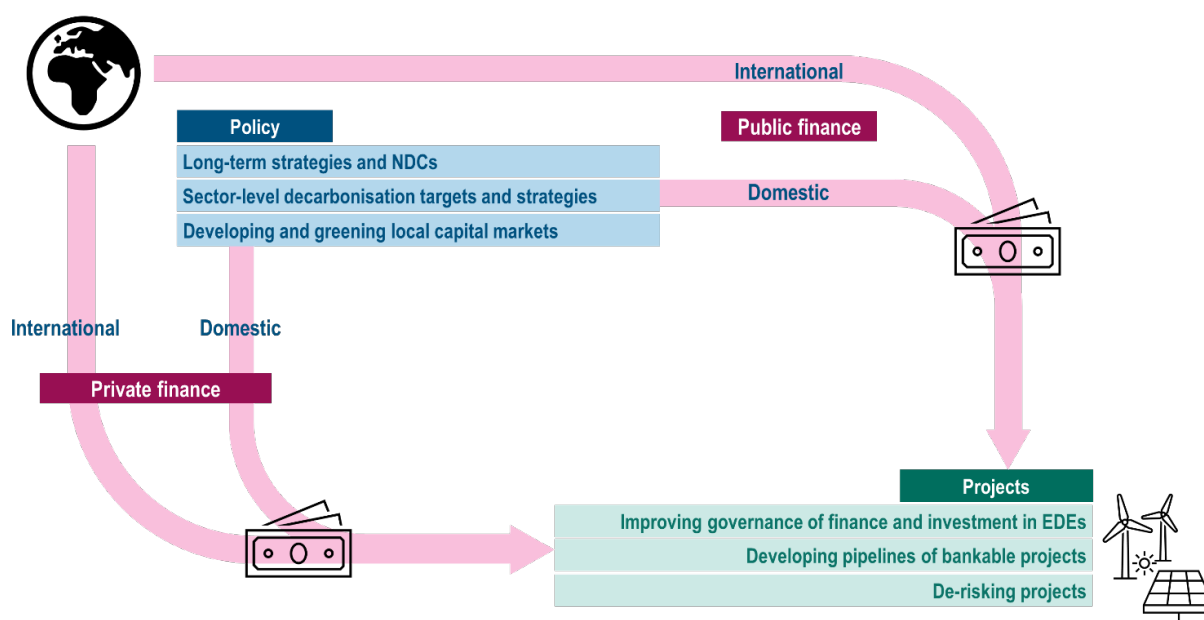 International
Policy
Public finance
Long-term strategies and NDCs
Sector-level decarbonisation targets and strategies
Domestic
Developing and greening local capital markets
International
Domestic
Private finance
Projects
Improving governance of finance and investment in EDEs
Developing pipelines of bankable projects
De-risking projects